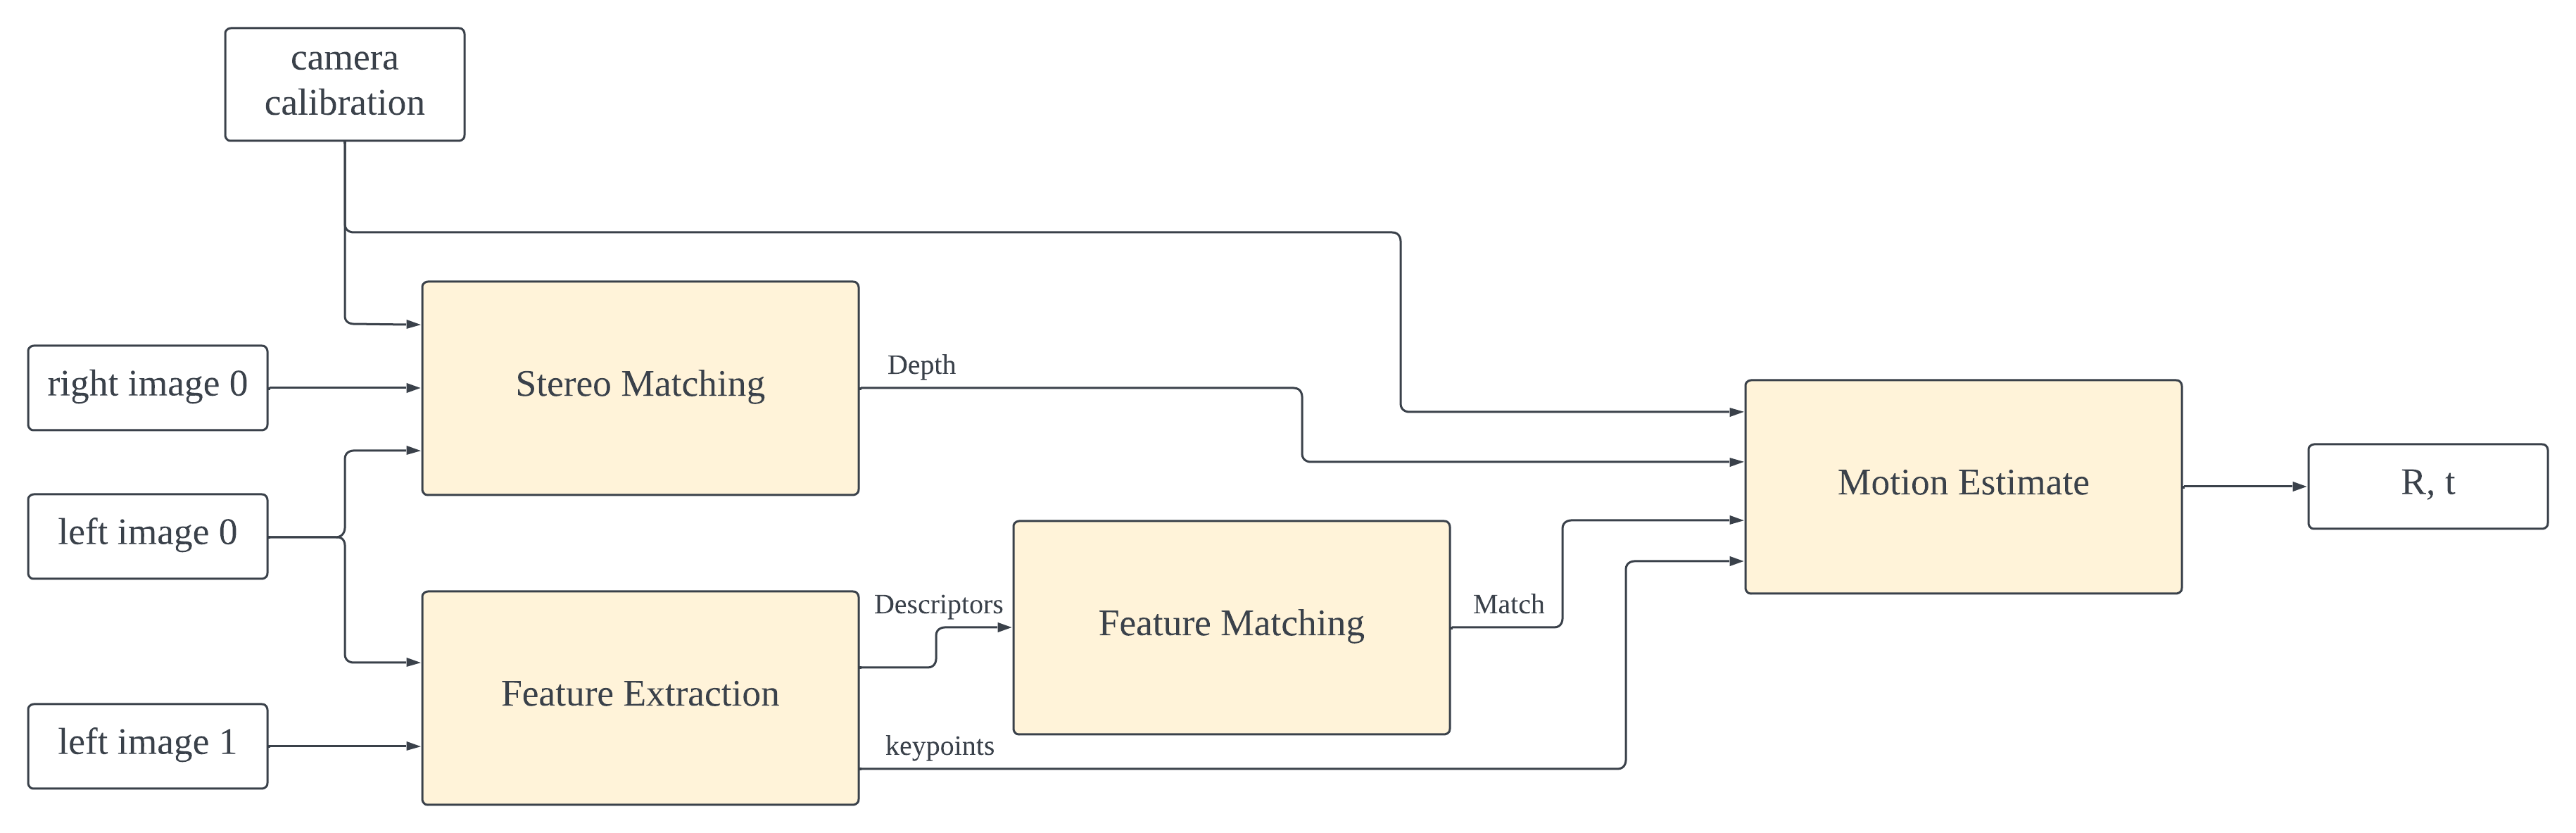 camera
calibration
right image 0
Stereo Matching
Depth
Motion Estimate
R, t
left image 0
Descriptors
Feature Matching
Match
Feature Extraction
left image 1
keypoints